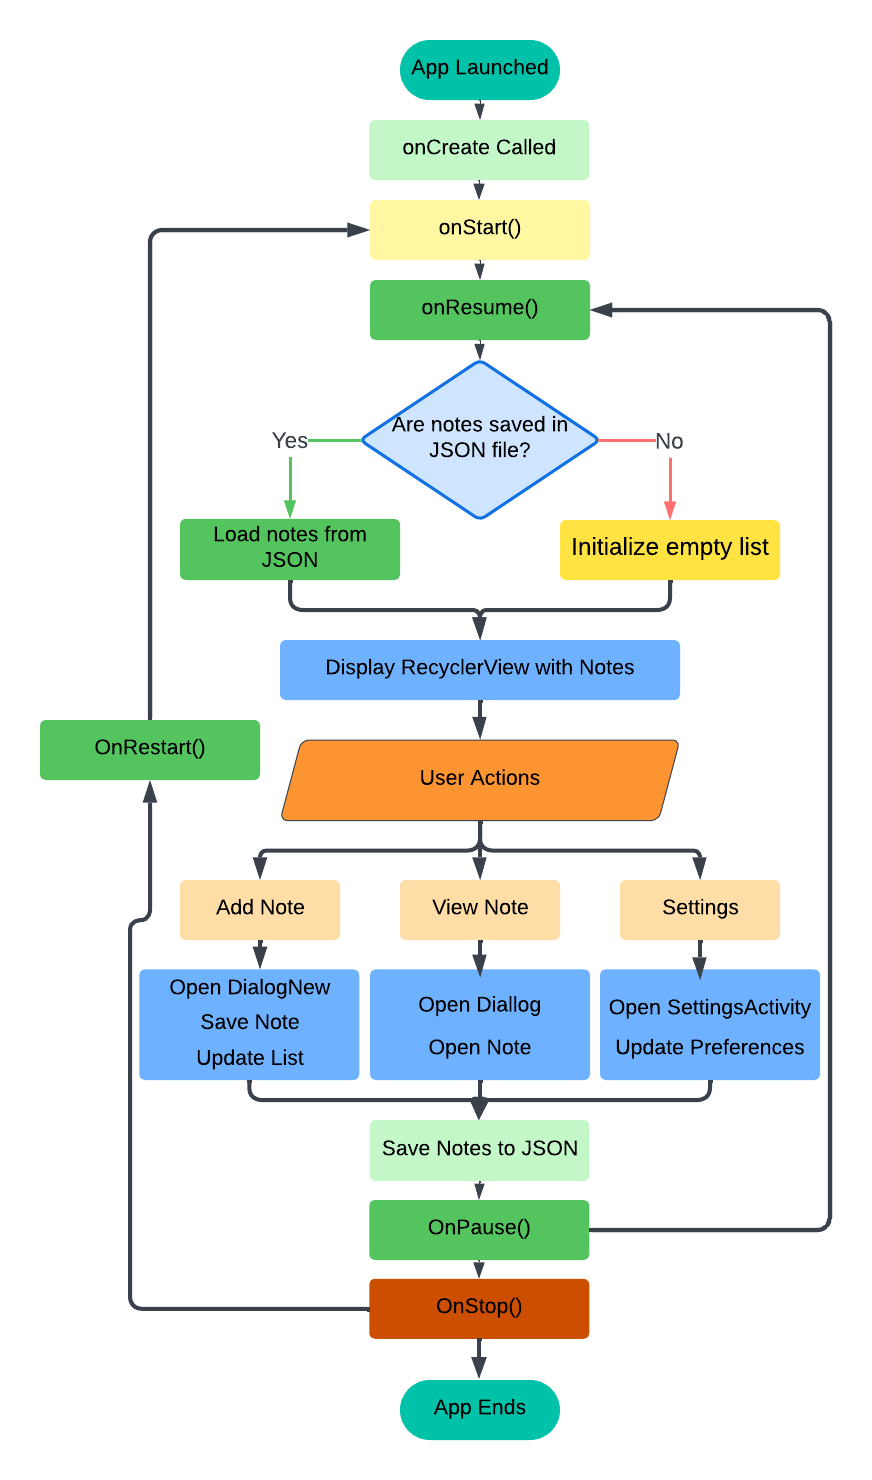 App Launched
onCreate Called
onStart()
onResume()
Are notes saved in
JSON file?
Yes
No
Load notes from
JSON
Initialize empty list
Display RecyclerView with Notes
OnRestart()
User Actions
Add Note
View Note
Settings
Open DialogNew
Save Note
Update List
Open Diallog
Open Note
Open SettingsActivity
Update Preferences
Save Notes to JSON
OnPause()
OnStop()
App Ends